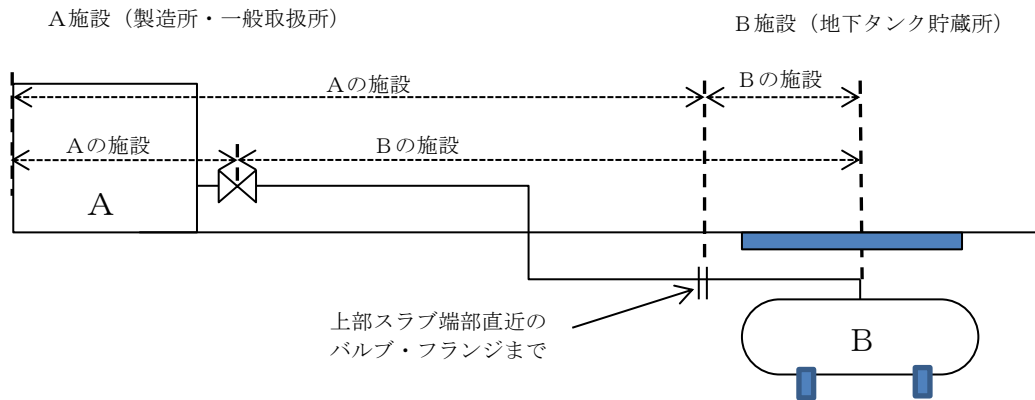 A施設(製造所・一般取扱所)
B施設(地下タンク貯蔵所)
Aの施設
Bの施設
Aの施設
Bの施設
A
上部スラブ端部直近の
バルブ・フランジまで
B